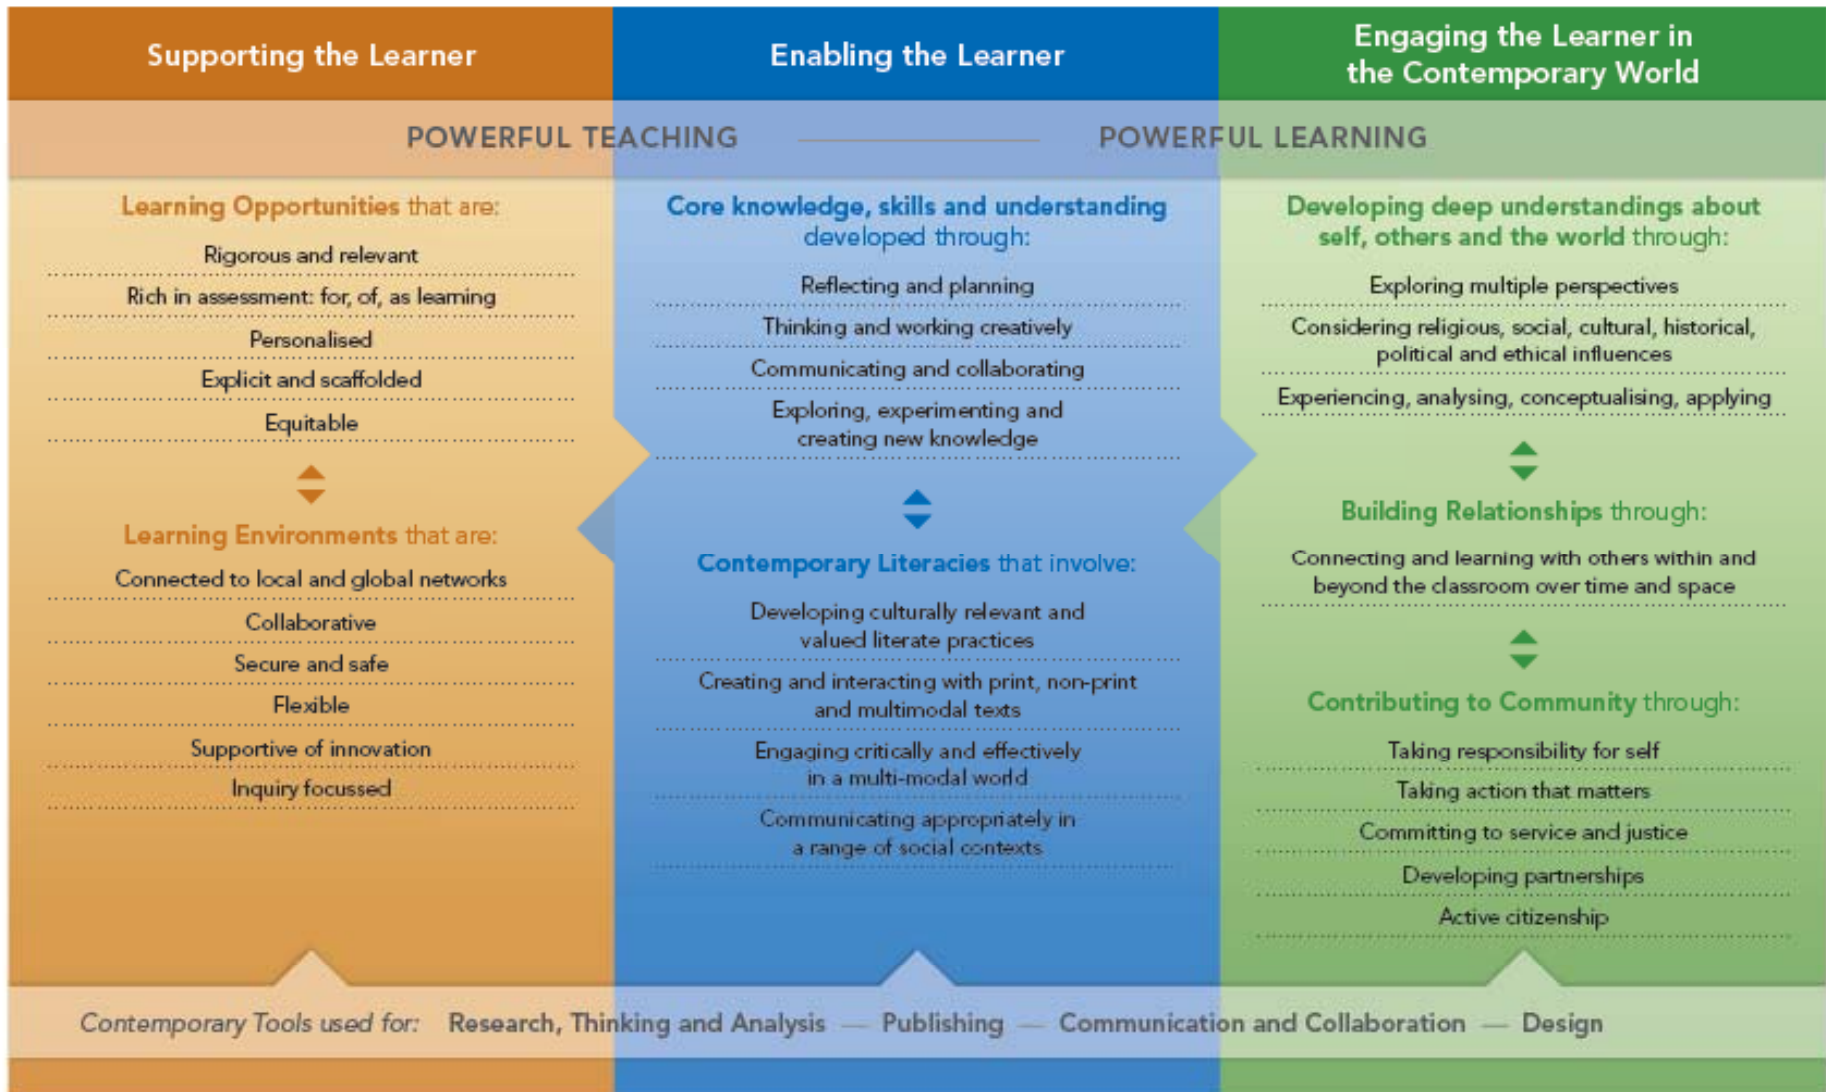 Supporting the Learner
Enabling the Learner
Engaging the Learner in
the Contemporary World
POWERFUL TEACHING
POWERFUL LEARNING
Learning Opportunities that are:
Rigorous and relevant
Rich in assessment: for, of, as learning
Personalised
Explicit and scaffolded
Equitable
Learning Environments that are:
Connected to local and global networks
Collaborative
Secure and safe
Flexible
Supportive of innovation
Inquiry focussed
Core knowledge, skills and understanding
developed through:
Reflecting and planning
Thinking and working creatively
Communicating and collaborating
Exploring, experimenting and
creating new knowledge
Contemporary Literacies that involve:
Developing culturally relevant and
valued literate practices
Creating and interacting with print, non-print
and multimodal texts
Engaging critically and effectively
in a multi-modal world
Communicating appropriately in
a range of social contexts
Developing deep understandings about
self, others and the world through:
Exploring multiple perspectives
Considering religious, social, cultural, historical,
political and ethical influences
Experiencing, analysing, conceptualising, applying
Building Relationships through:
Connecting and learning with others within and
beyond the classroom over time and space
Contributing to Community through:
Taking responsibility for self
Taking action that matters
Committing to service and justice
Developing partnerships
Active citizenship
Contemporary Tools used for: Research, Thinking and Analysis — Publishing — Communication and Collaboration — Design